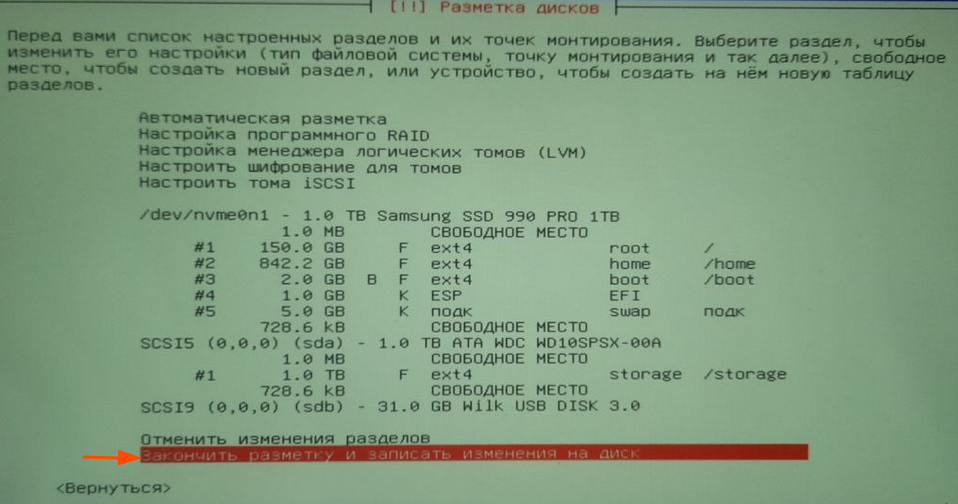 [!!] Разметка дисков
Перед вами список настроенных разделов и их точек монтирования. Выберите раздел, чтобы
изменить его настройки (тип файловой системы, точку монтирования и так далее), свободное
место, чтобы создать новый раздел, или устройство, чтобы создать на нём новую таблицу
разделов.
Автоматическая разметка
Настройка программного RAID
Настройка менеджера логических томов (LVM)
Настроить шифрование для томов
Настроить тома iSCSI
/dev/nvme0n1 - 1.0 TB Samsung SSD 990 PRO 1TB
1.0 MB СВОБОДНОЕ МЕСТО
#1 150.0 GB F ext4 root /
#2 842.2 GB F ext4 home /home
#3 2.0 GB B F ext4 boot /boot
#4 1.0 GB K ESP EFI
#5 5.0 GB K подк swap подк
728.6 kB СВОБОДНОЕ МЕСТО
SCSI5 (0,0,0) (sda) - 1.0 TB ATA WDC WD10SPSX-00A
1.0 MB СВОБОДНОЕ МЕСТО
#1 1.0 TB F ext4 storage /storage
728.6 kB СВОБОДНОЕ МЕСТО
SCSI9 (0,0,0) (sdb) - 31.0 GB Wilk USB DISK 3.0
Отменить изменения разделов
Закончить разметку и записать изменения на диск
<Вернуться>